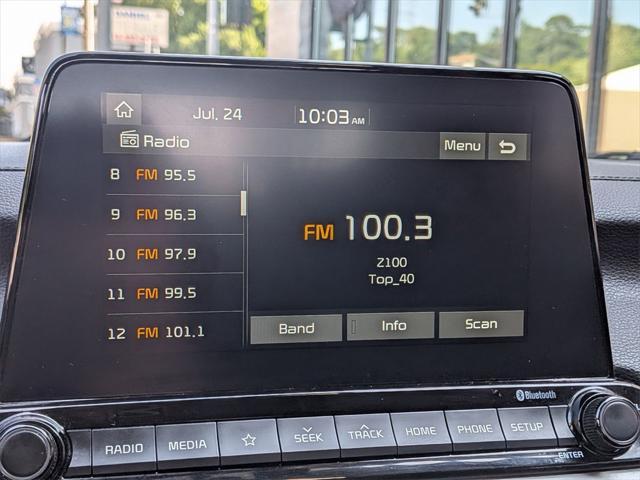 Jul. 24
10:03 AM
Radio
Menu
8 FM 95.5
9 FM 96.3
10 FM 97.9
11 FM 99.5
12 FM 101.1
FM 100.3
Z100
Top_40
Band
Info
Scan
Bluetooth
RADIO
MEDIA
SEEK
TRACK
HOME
PHONE
SETUP
ENTER